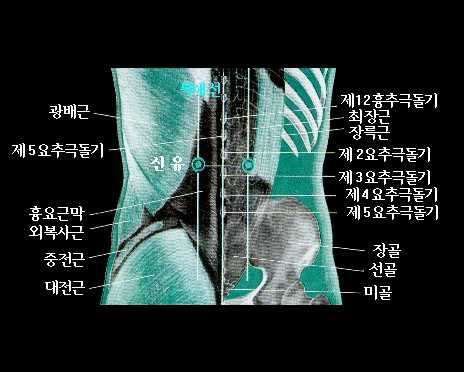 제12흉추극돌기
광배근
최장근
장륵근
제5요추극돌기
제2요추극돌기
신유
제3요추극돌기
제4요추극돌기
흉요근막
제5요추극돌기
외복사근
장골
중전근
선골
대전근
미골